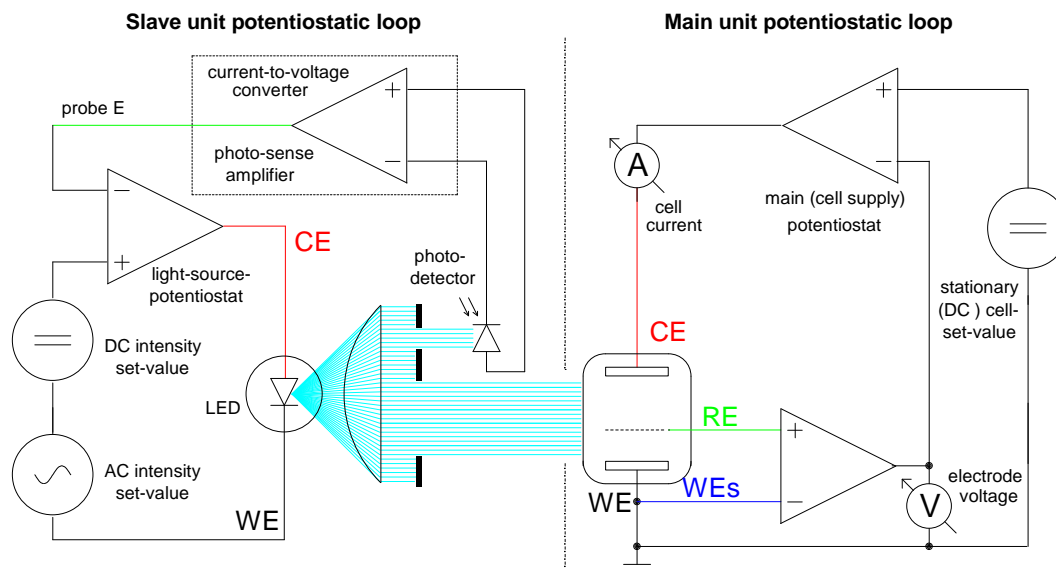 Slave unit potentiostatic loop
Main unit potentiostatic loop
current-to-voltage
converter
probe E
photo-sense
amplifier
+
−
−
+
CE
light-source-
potentiostat
photo-
detector
DC intensity
set-value
LED
AC intensity
set-value
WE
+
−
A
cell
current
main (cell supply)
potentiostat
stationary
(DC ) cell-
set-value
CE
RE
+
WEs
−
WE
electrode
voltage
V